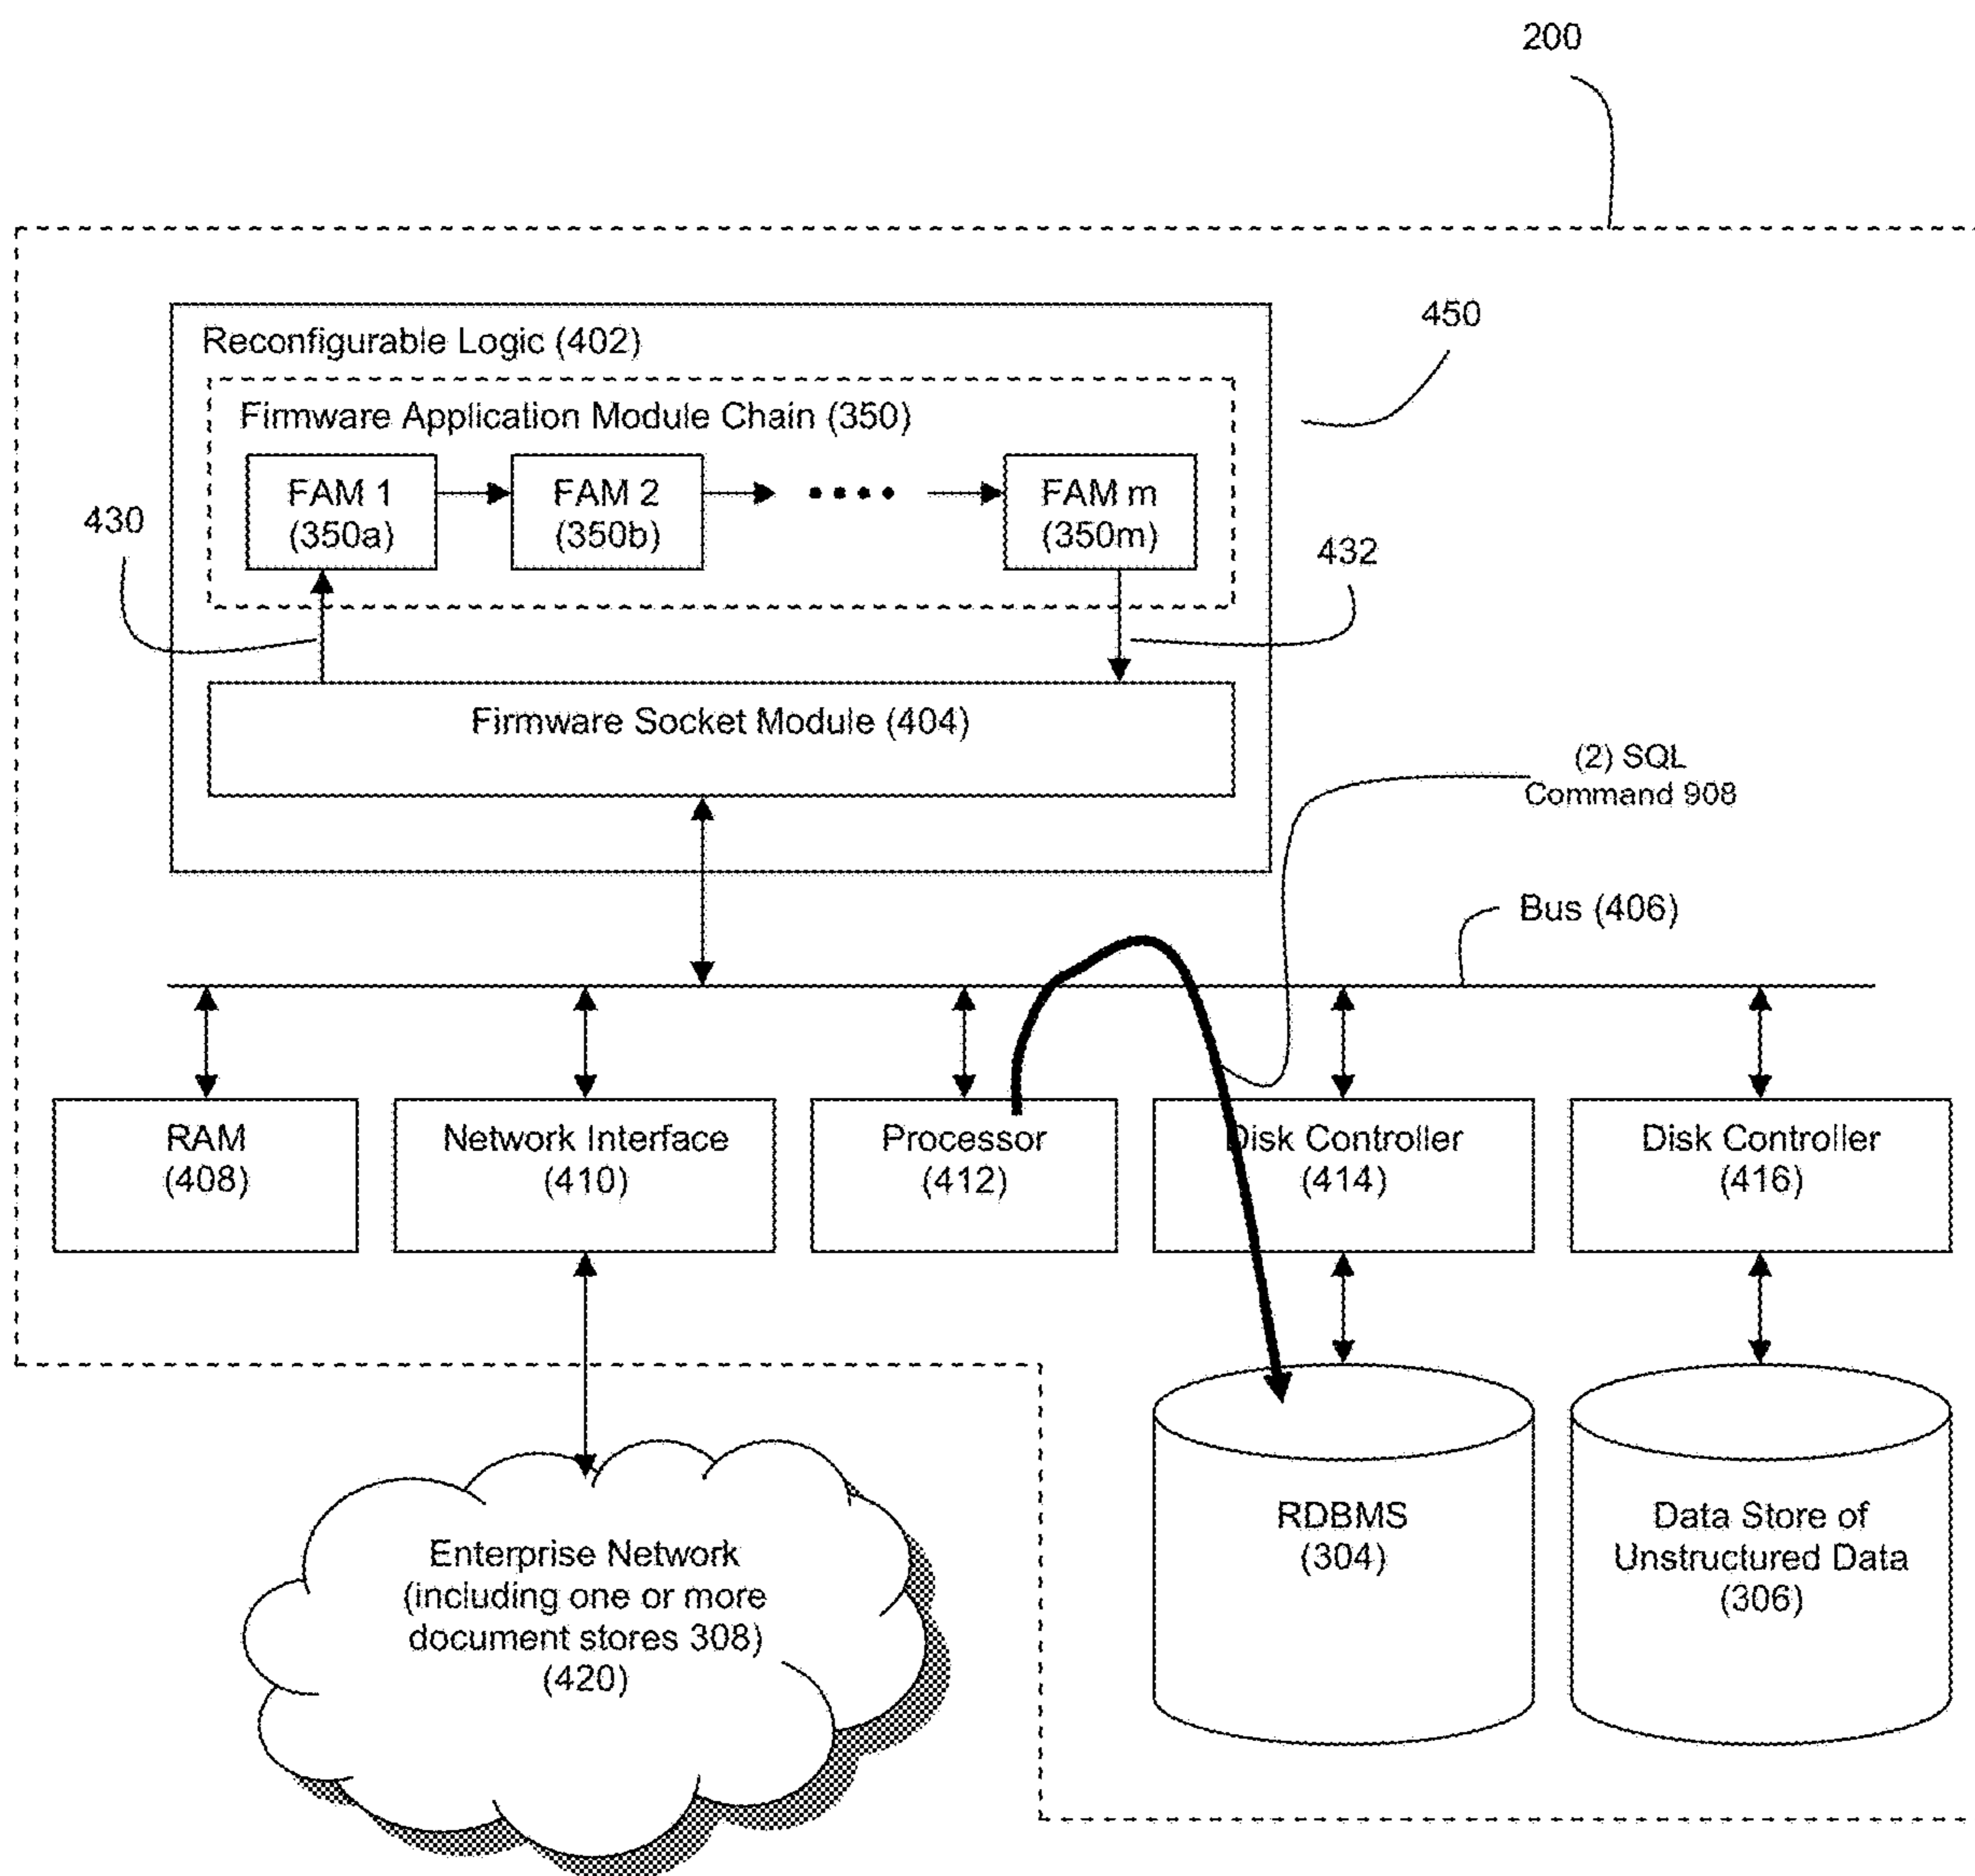 200
450
Reconfigurable Logic (402)
Firmware Application Module Chain (350)
FAM 1
(350a)
FAM 2
(350b)
••••
FAM m
(350m)
430
432
Firmware Socket Module (404)
(2) SQL
Command 908
Bus (406)
RAM
(408)
Network Interface
(410)
Processor
(412)
Disk Controller
(414)
Disk Controller
(416)
Enterprise Network
(including one or more
document stores 308)
(420)
RDBMS
(304)
Data Store of
Unstructured Data
(306)